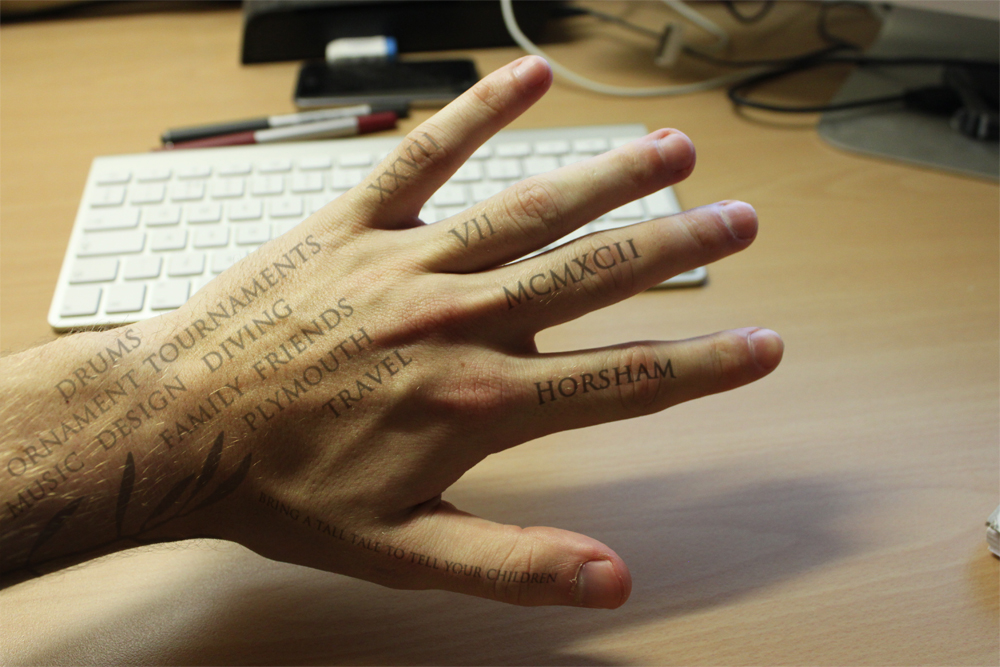 XXVII
VII
MCMXCII
HORSHAM
DRUMS
ORNAMENT TOURNAMENTS
MUSIC DESIGN DIVING
FAMILY FRIENDS
PLYMOUTH
TRAVEL
BRING A TALL TALE TO TELL YOUR CHILDREN